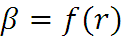 β = f(r)